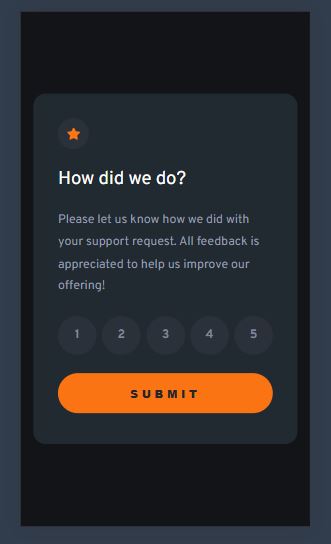 How did we do?
Please let us know how we did with
your support request. All feedback is
appreciated to help us improve our
offering!
1 2 3 4 5
SUBMIT